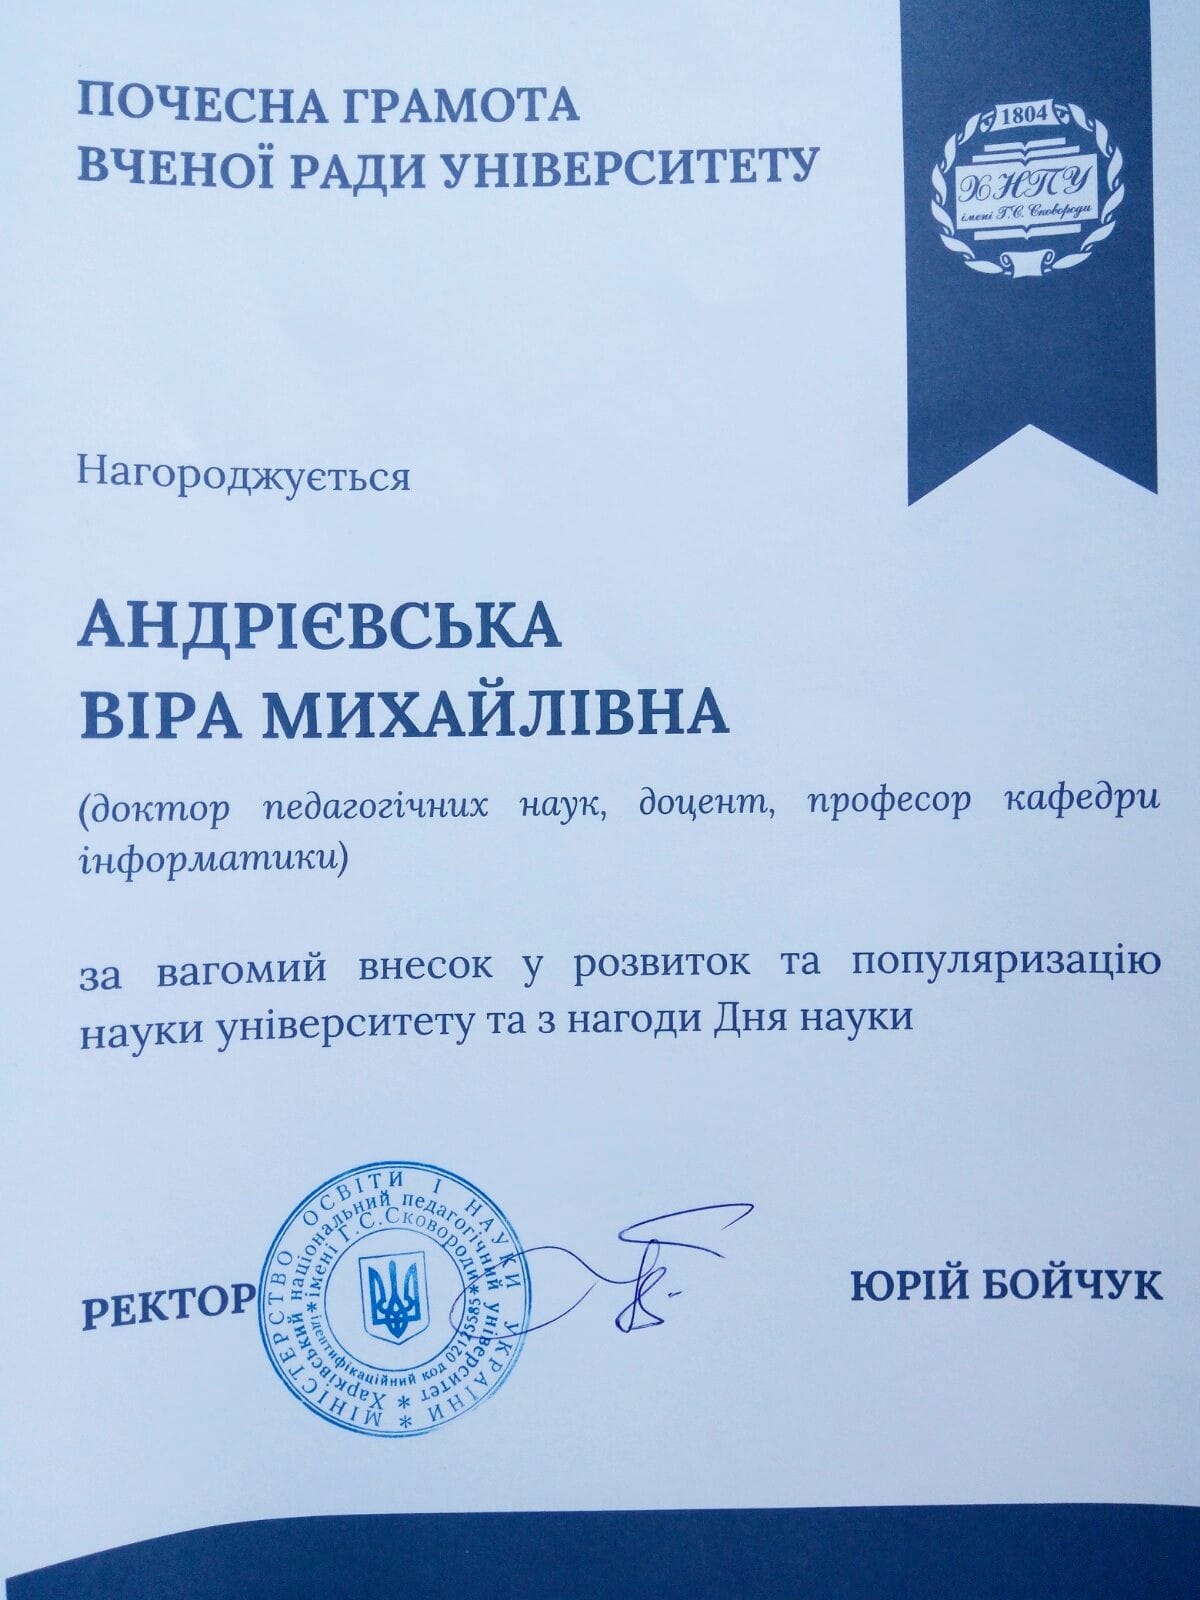 ПОЧЕСНА ГРАМОТА
ВЧЕНОЇ РАДИ УНІВЕРСИТЕТУ
1804
ХНПУ
імені Г.С. Сковороди
Нагороджується
АНДРІЄВСЬКА
ВІРА МИХАЙЛІВНА
(доктор педагогічних наук, доцент, професор кафедри
інформатики)
за вагомий внесок у розвиток та популяризацію
науки університету та з нагоди Дня науки
РЕКТОР
МІНІСТЕРСТВО ОСВІТИ І НАУКИ УКРАЇНИ *
Харківський національний педагогічний університет *
імені Г.С.Сковороди *
ідентифікаційний код 02125585 *
ЮРІЙ БОЙЧУК